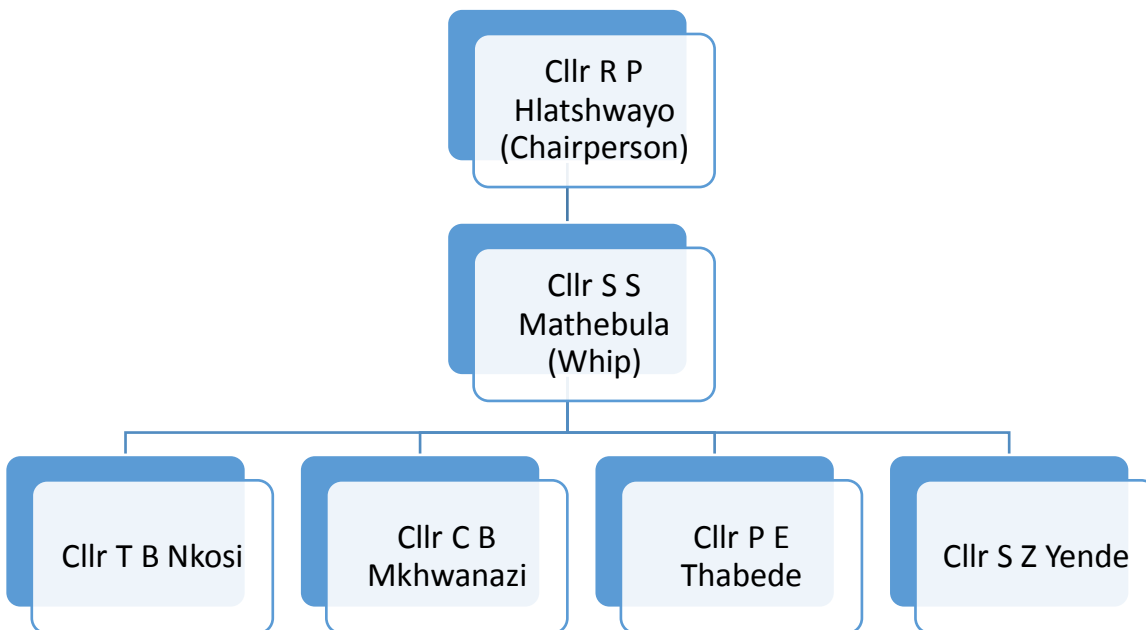 Cllr R P
Hlatshwayo
(Chairperson)
Cllr S S
Mathebula
(Whip)
Cllr T B Nkosi
Cllr C B
Mkhwanazi
Cllr P E
Thabede
Cllr S Z Yende